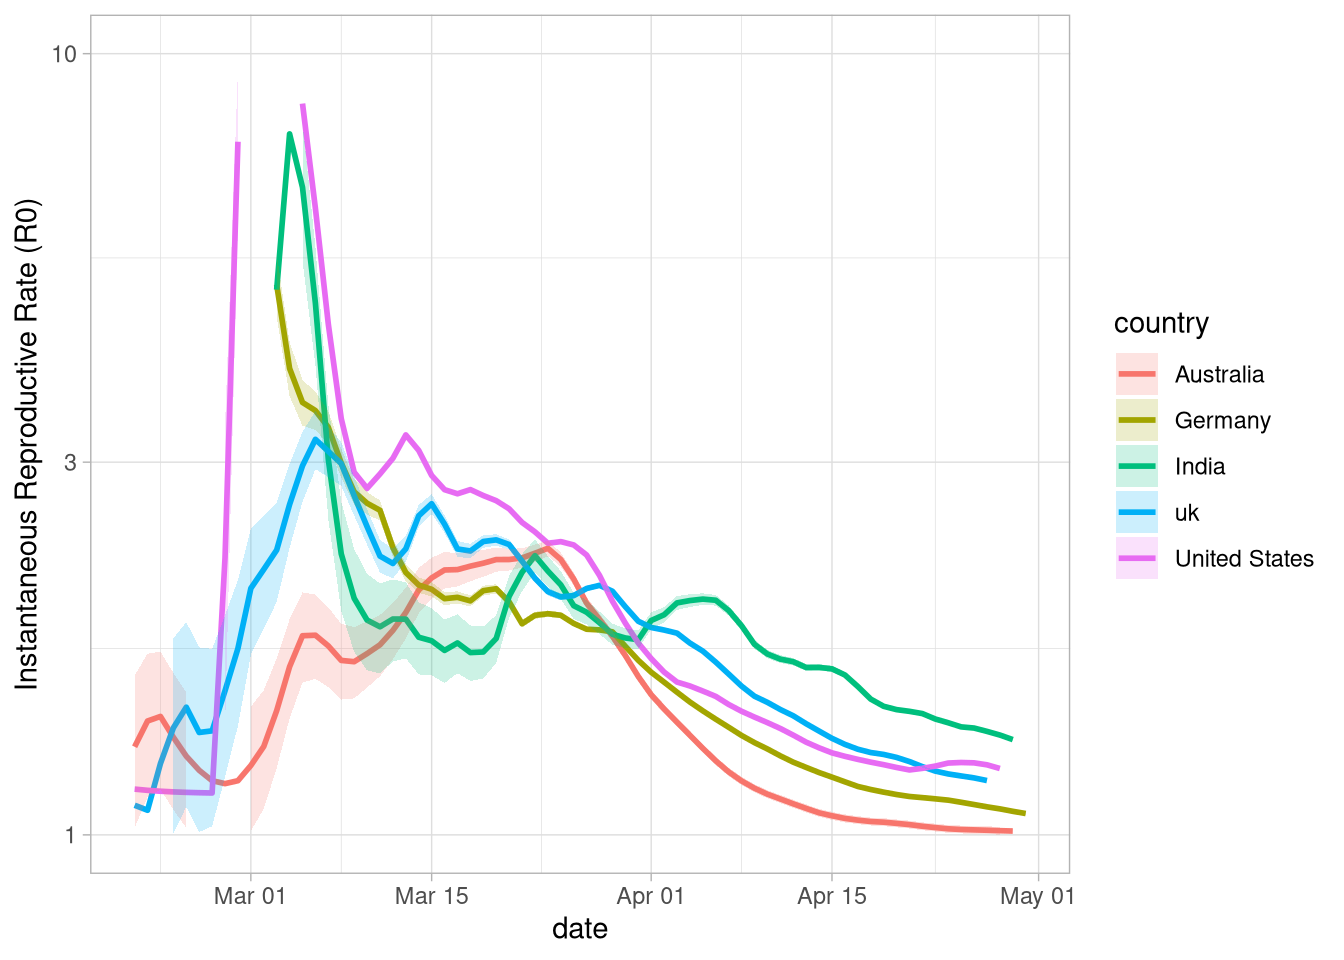 Instantaneous Reproductive Rate (R0)
10
3
1
Mar 01
Mar 15
Apr 01
Apr 15
May 01
date
country
Australia
Germany
India
uk
United States